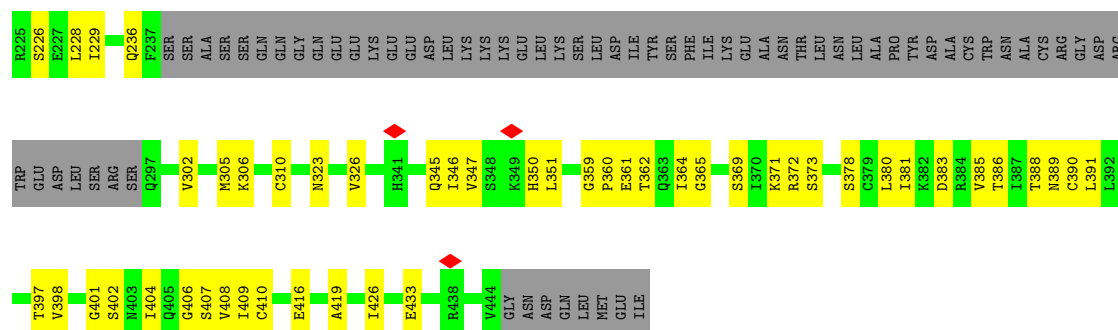 R225 S226 E227 L228 I229 Q236 F237 SER SER ALA SER SER GLN GLN GLY GLN GLU GLU LYS GLU GLU ASP LEU LYS LYS LYS GLU LEU LYS SER LEU ASP ILE TYR SER PHE ILE LYS GLU ALA ASN THR LEU ASN LEU ALA PRO TYR ASP ALA CYS TRP ASN ALA CYS ARG GLY ASP ARG
TRP GLU ASP LEU SER ARG SER Q297 V302 M305 K306 C310 N323 V326 H341 Q345 I346 V347 S348 K349 H350 L351 G359 P360 E361 T362 Q363 I364 G365 S369 I370 K371 R372 S373 S378 C379 L380 I381 K382 D383 R384 V385 T386 I387 T388 N389 C390 L391 L392
T397 V398 G401 S402 N403 I404 Q405 G406 S407 V408 I409 C410 E416 A419 I426 E433 R438 V444 GLY ASN ASP GLN LEU MET GLU ILE